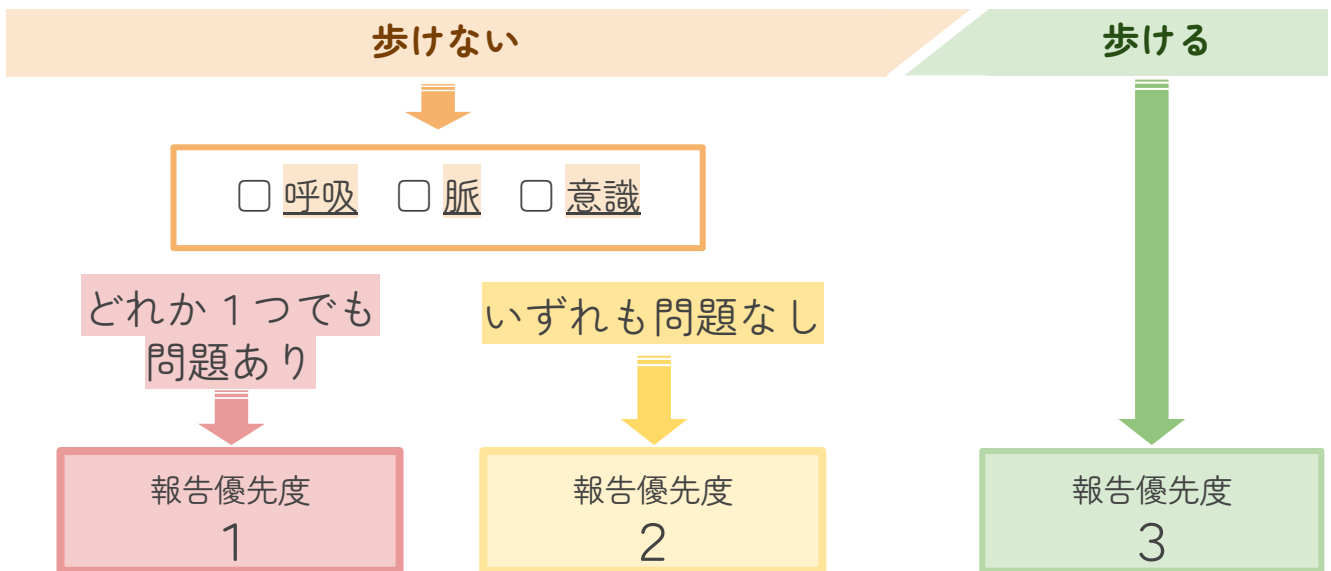 歩けない
歩ける
□ 呼吸 □ 脈 □ 意識
どれか1つでも
問題あり
いずれも問題なし
報告優先度
1
報告優先度
2
報告優先度
3